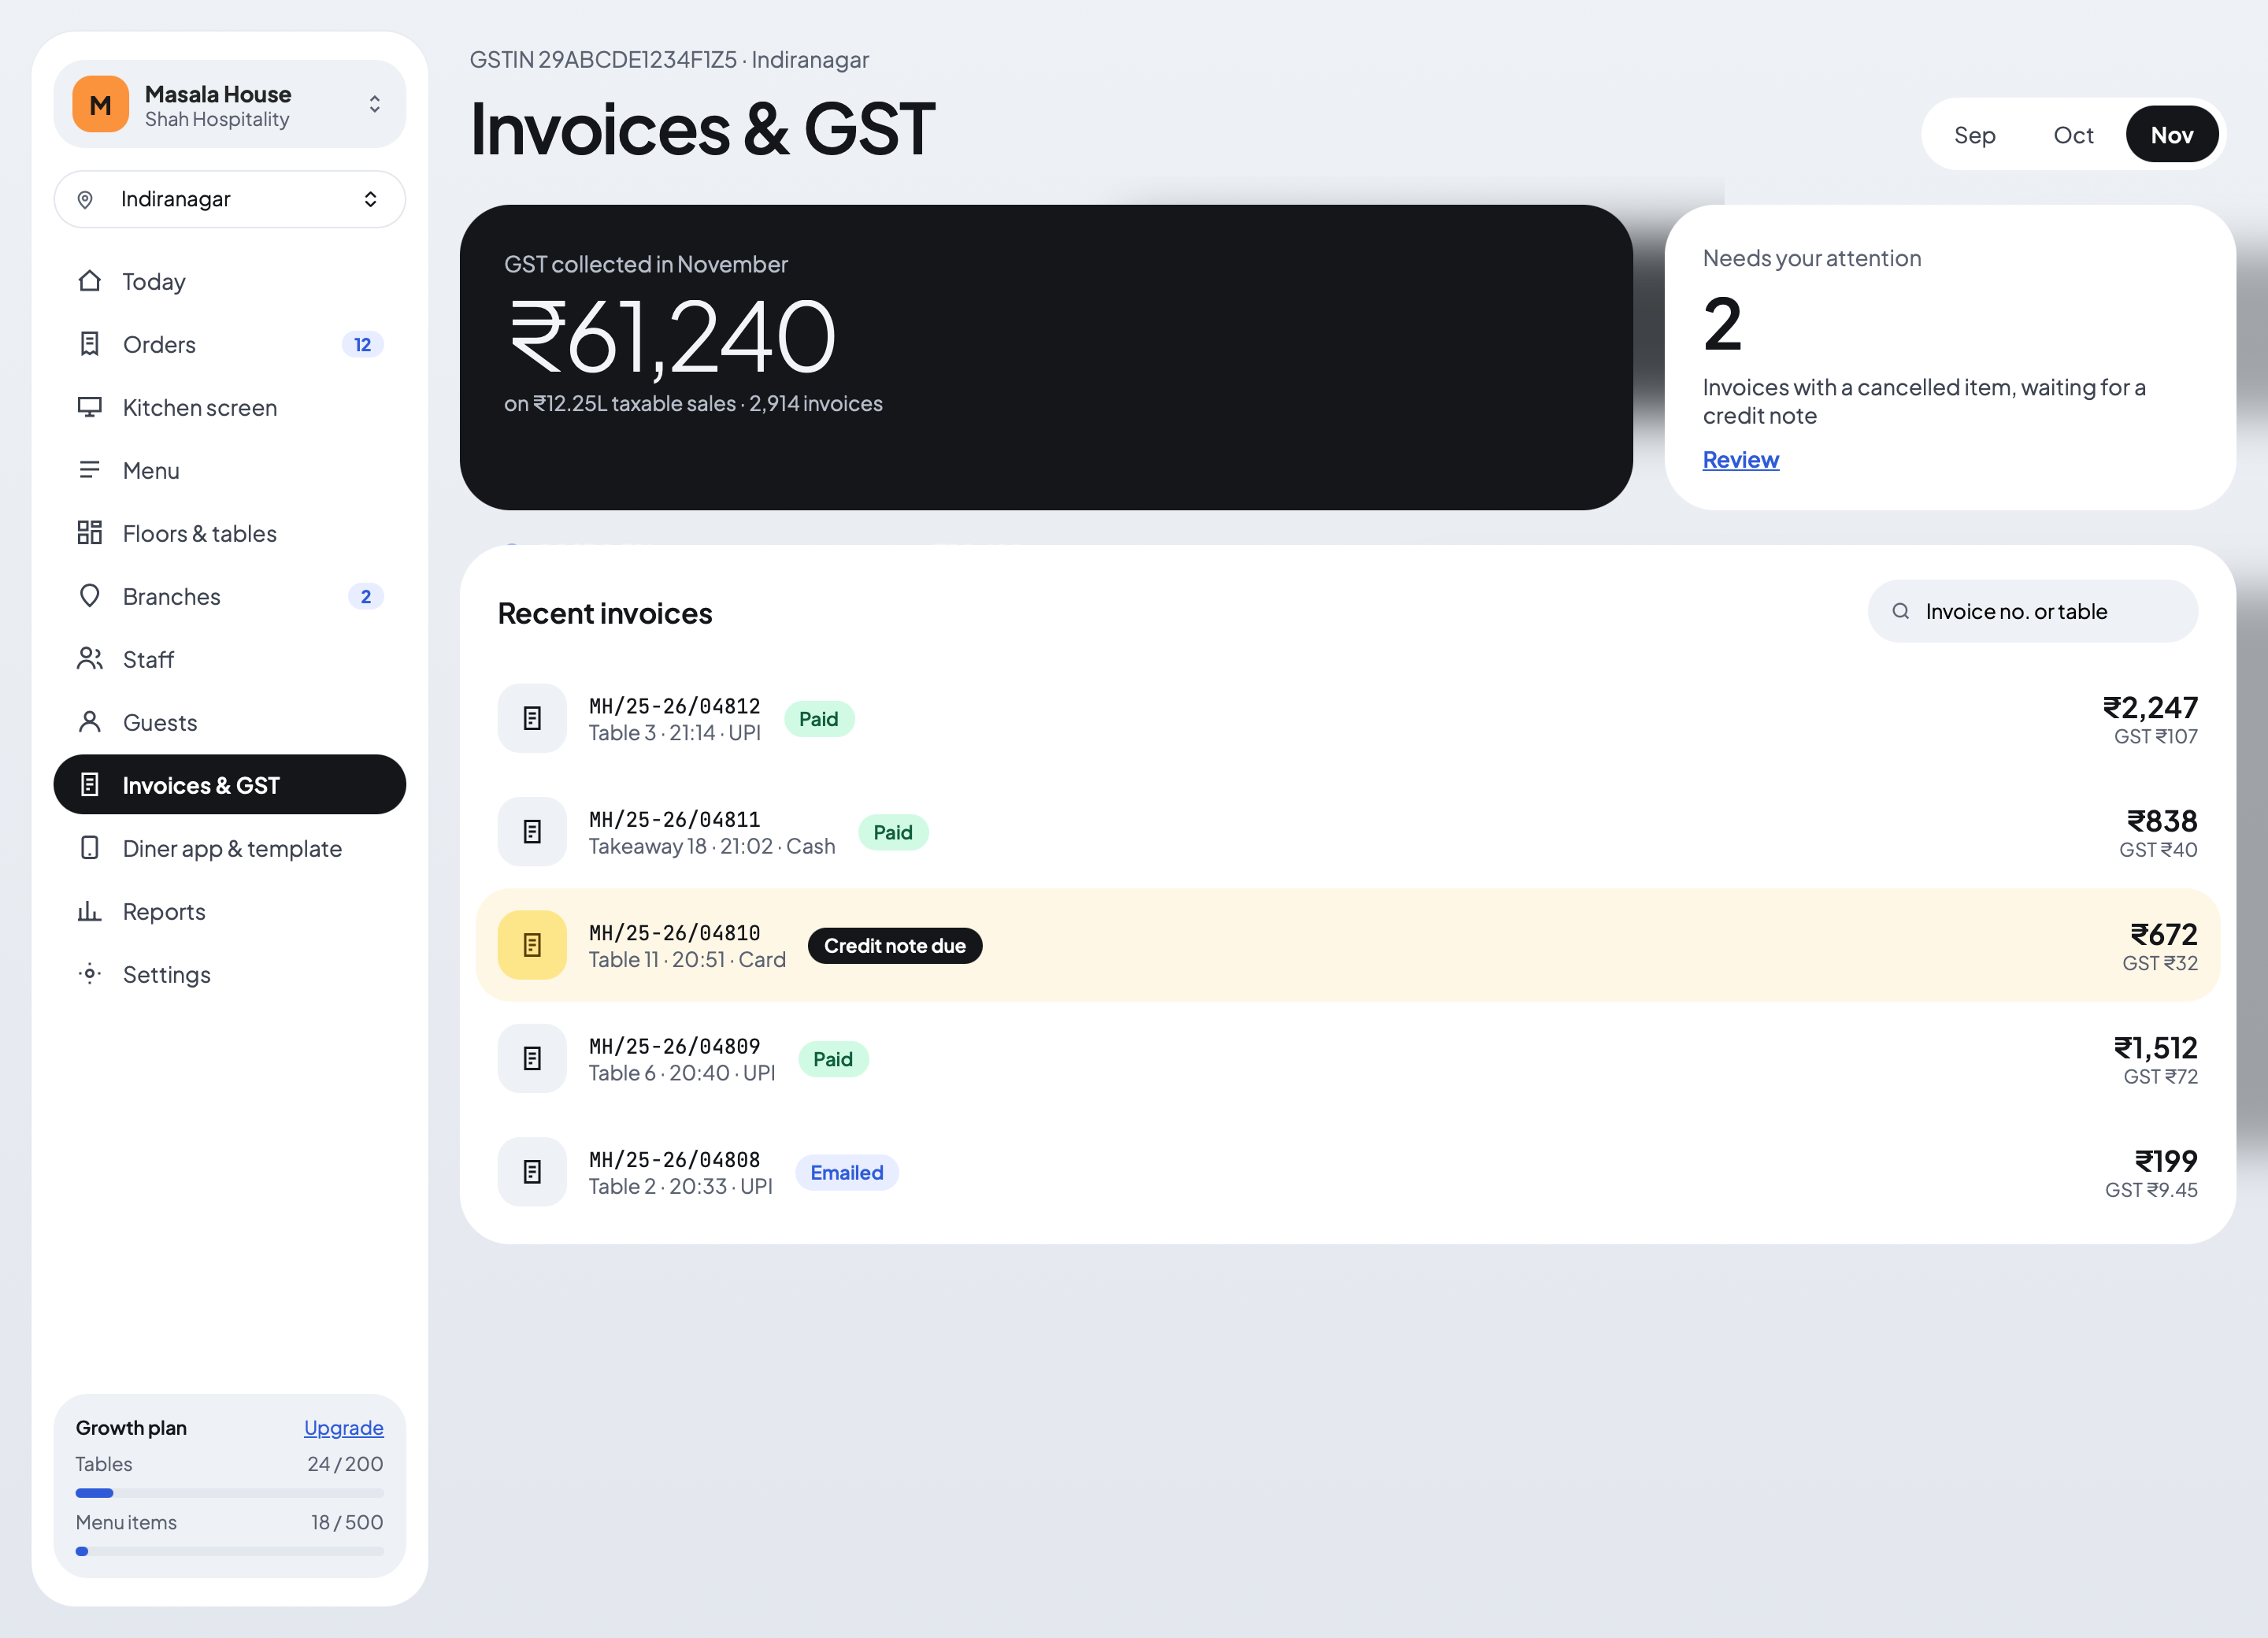 M
Masala House
Shah Hospitality
Indiranagar
Today
Orders 12
Kitchen screen
Menu
Floors & tables
Branches 2
Staff
Guests
Invoices & GST
Diner app & template
Reports
Settings
Growth plan Upgrade
Tables 24 / 200
Menu items 18 / 500
GSTIN 29ABCDE1234F1Z5 · Indiranagar
Invoices & GST
Sep Oct Nov
GST collected in November
₹61,240
on ₹12.25L taxable sales · 2,914 invoices
Needs your attention
2
Invoices with a cancelled item, waiting for a
credit note
Review
Recent invoices
Invoice no. or table
MH/25-26/04812
Table 3 · 21:14 · UPI
Paid
₹2,247
GST ₹107
MH/25-26/04811
Takeaway 18 · 21:02 · Cash
Paid
₹838
GST ₹40
MH/25-26/04810
Table 11 · 20:51 · Card
Credit note due
₹672
GST ₹32
MH/25-26/04809
Table 6 · 20:40 · UPI
Paid
₹1,512
GST ₹72
MH/25-26/04808
Table 2 · 20:33 · UPI
Emailed
₹199
GST ₹9.45